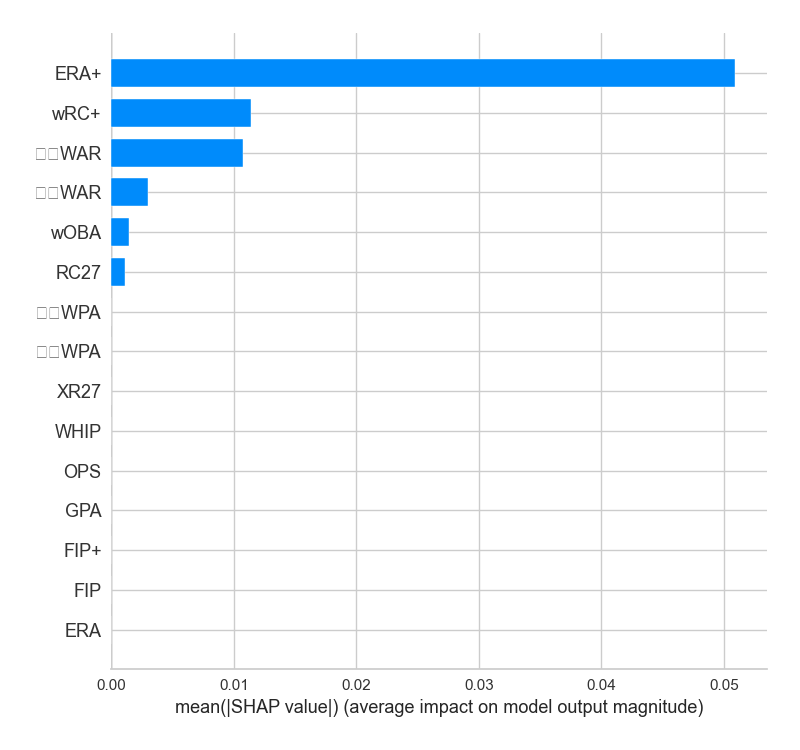 ERA+
wRC+
□□WAR
□□WAR
wOBA
RC27
□□WPA
□□WPA
XR27
WHIP
OPS
GPA
FIP+
FIP
ERA
0.00 0.01 0.02 0.03 0.04 0.05
mean(|SHAP value|) (average impact on model output magnitude)